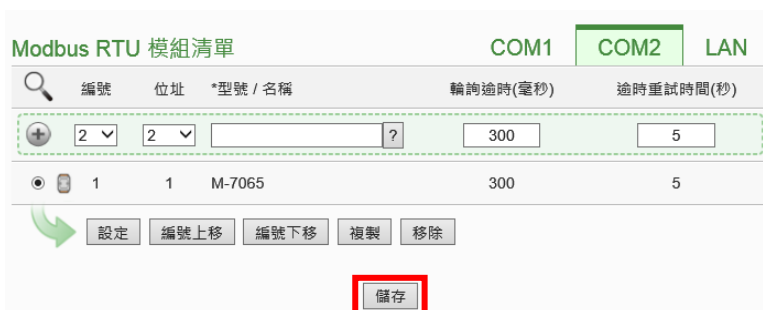 Modbus RTU 模組清單 COM1 COM2 LAN
編號 位址 *型號 / 名稱 輪詢逾時(毫秒) 逾時重試時間(秒)
2 2 ? 300 5
1 1 M-7065 300 5
設定 編號上移 編號下移 複製 移除
儲存